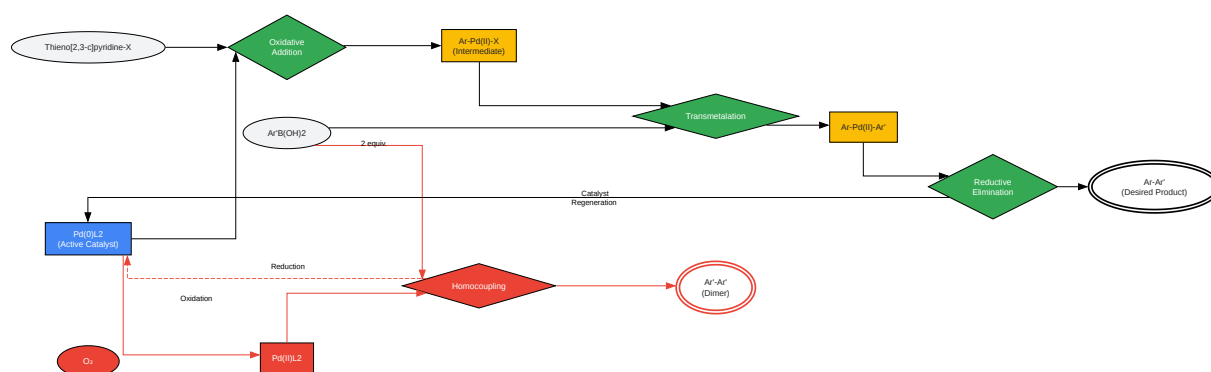 Thieno[2,3-c]pyridine-X
Oxidative
Addition
Ar-Pd(II)-X
(Intermediate)
Ar'B(OH)2
2 equiv.
Transmetalation
Ar-Pd(II)-Ar'
Reductive
Elimination
Ar-Ar'
(Desired Product)
Catalyst
Regeneration
Pd(0)L2
(Active Catalyst)
Reduction
Oxidation
Homocoupling
Ar'-Ar'
(Dimer)
O₂
Pd(II)L2